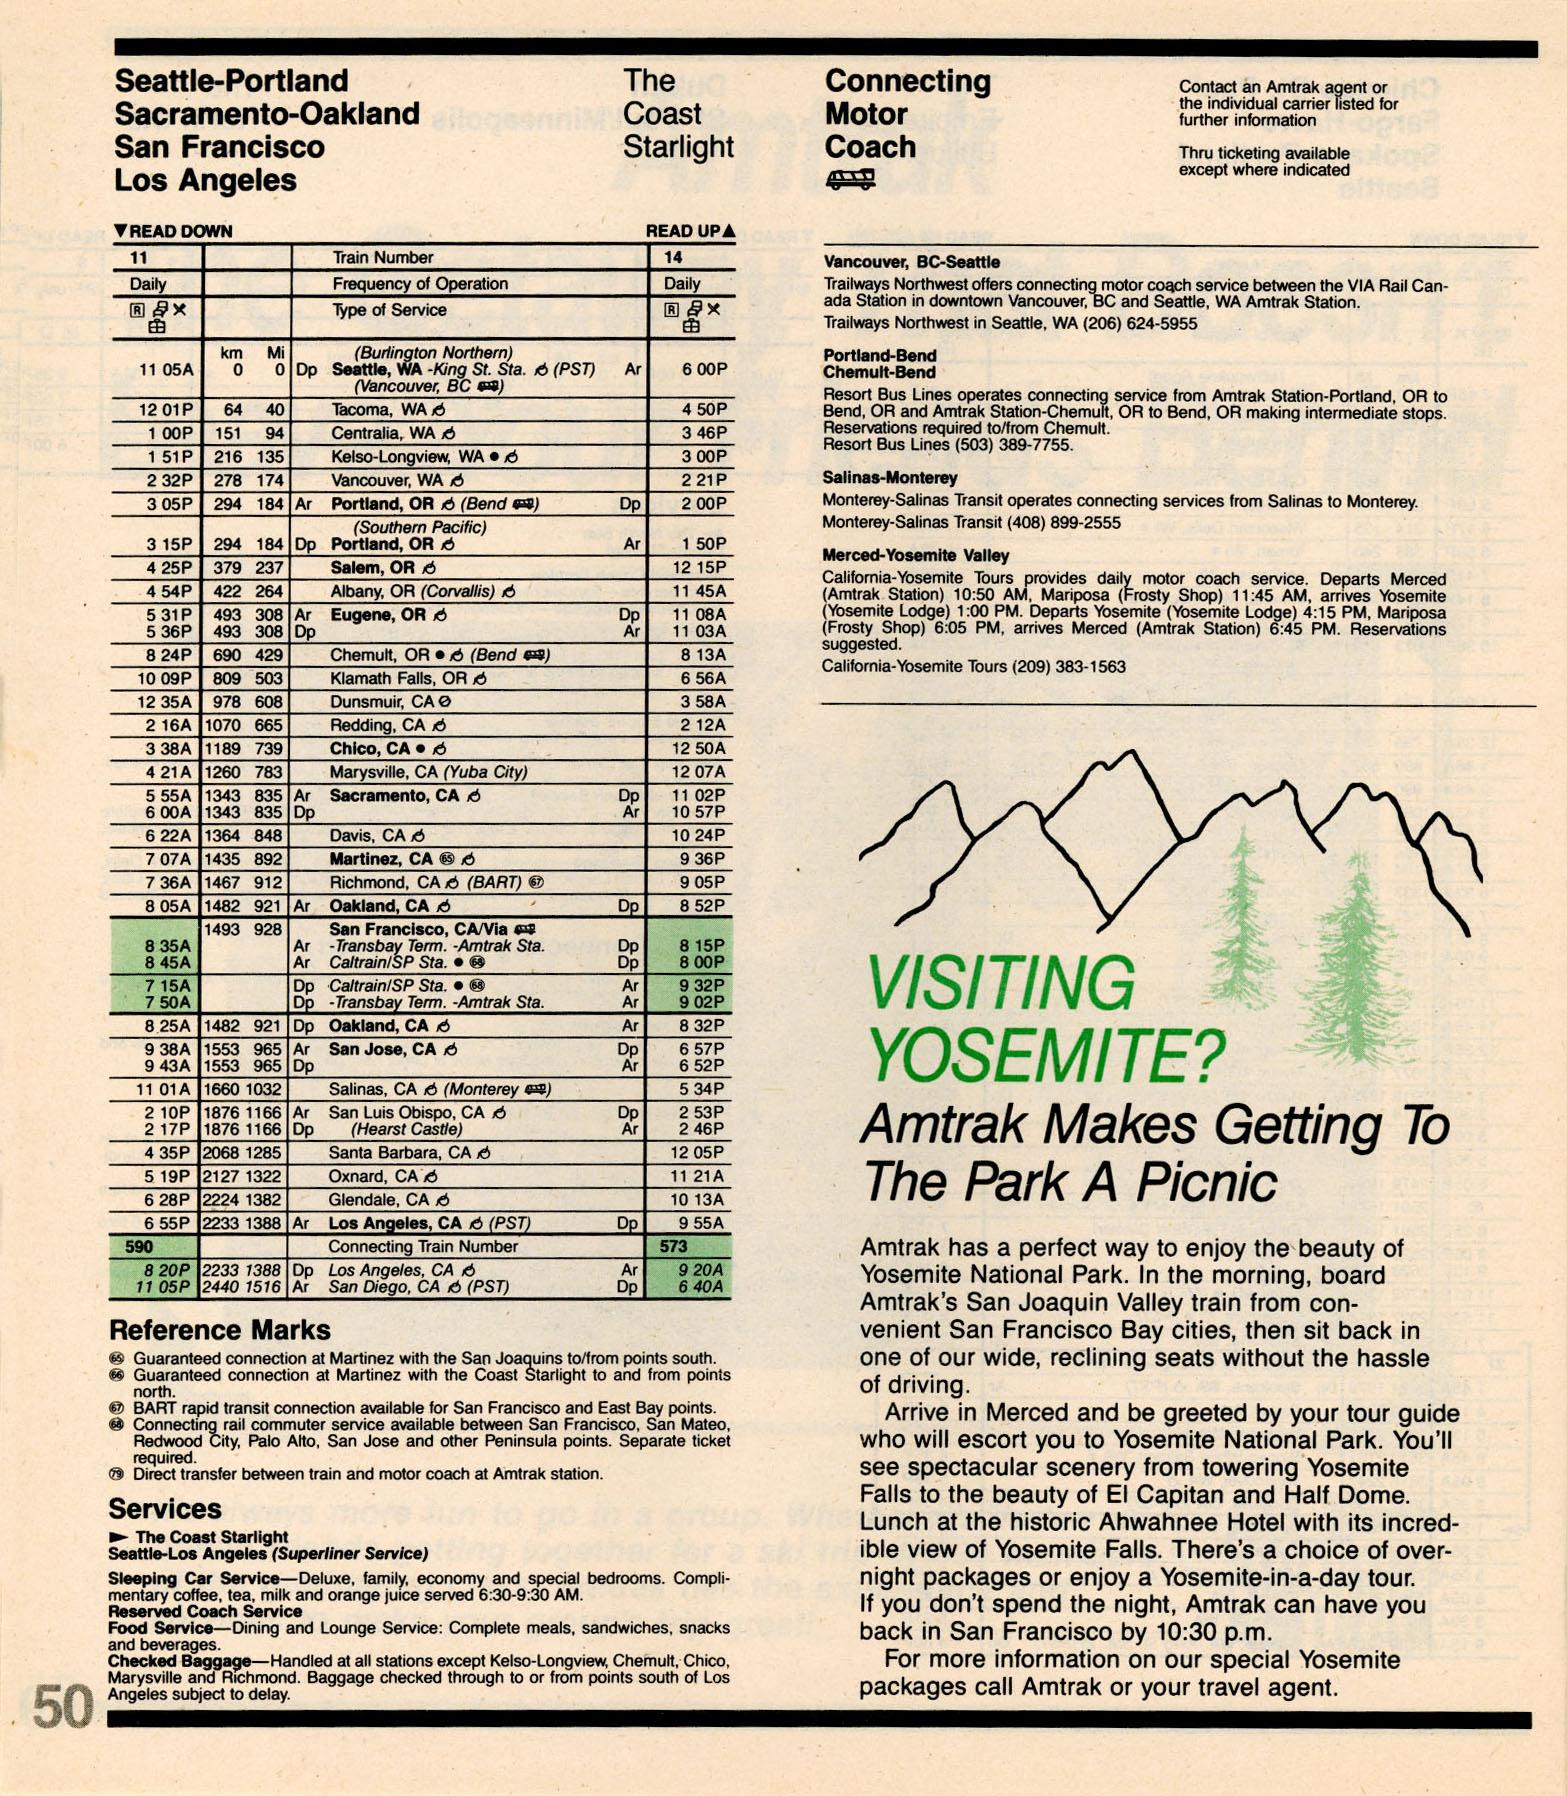 Seattle-Portland
Sacramento-Oakland
San Francisco
Los Angeles
The
Coast
Starlight
▼READ DOWN READ UP▲
11 Train Number 14
Daily Frequency of Operation Daily
R Type of Service R
km Mi (Burlington Northern)
11 05A 0 0 Dp Seattle, WA -King St. Sta. (PST) Ar 6 00P
(Vancouver, BC)
12 01P 64 40 Tacoma, WA 4 50P
1 00P 151 94 Centralia, WA 3 46P
1 51P 216 135 Kelso-Longview, WA ● 3 00P
2 32P 278 174 Vancouver, WA 2 21P
3 05P 294 184 Ar Portland, OR (Bend) Dp 2 00P
(Southern Pacific)
3 15P 294 184 Dp Portland, OR Ar 1 50P
4 25P 379 237 Salem, OR 12 15P
4 54P 422 264 Albany, OR (Corvallis) 11 45A
5 31P 493 308 Ar Eugene, OR Dp 11 08A
5 36P 493 308 Dp Ar 11 03A
8 24P 690 429 Chemult, OR ● (Bend) 8 13A
10 09P 809 503 Klamath Falls, OR 6 56A
12 35A 978 608 Dunsmuir, CA 3 58A
2 16A 1070 665 Redding, CA 2 12A
3 38A 1189 739 Chico, CA ● 12 50A
4 21A 1260 783 Marysville, CA (Yuba City) 12 07A
5 55A 1343 835 Ar Sacramento, CA Dp 11 02P
6 00A 1343 835 Dp Ar 10 57P
6 22A 1364 848 Davis, CA 10 24P
7 07A 1435 892 Martinez, CA 65 9 36P
7 36A 1467 912 Richmond, CA (BART) 67 9 05P
8 05A 1482 921 Ar Oakland, CA Dp 8 52P
1493 928 San Francisco, CA/Via
8 35A Ar -Transbay Term. -Amtrak Sta. Dp 8 15P
8 45A Ar Caltrain/SP Sta. ● 68 Dp 8 00P
7 15A Dp Caltrain/SP Sta. ● 68 Ar 9 32P
7 50A Dp -Transbay Term. -Amtrak Sta. Ar 9 02P
8 25A 1482 921 Dp Oakland, CA Ar 8 32P
9 38A 1553 965 Ar San Jose, CA Dp 6 57P
9 43A 1553 965 Dp Ar 6 52P
11 01A 1660 1032 Salinas, CA (Monterey) 5 34P
2 10P 1876 1166 Ar San Luis Obispo, CA Dp 2 53P
2 17P 1876 1166 Dp (Hearst Castle) Ar 2 46P
4 35P 2068 1285 Santa Barbara, CA 12 05P
5 19P 2127 1322 Oxnard, CA 11 21A
6 28P 2224 1382 Glendale, CA 10 13A
6 55P 2233 1388 Ar Los Angeles, CA (PST) Dp 9 55A
590 Connecting Train Number 573
8 20P 2233 1388 Dp Los Angeles, CA Ar 9 20A
11 05P 2440 1516 Ar San Diego, CA (PST) Dp 6 40A
Reference Marks
65 Guaranteed connection at Martinez with the San Joaquins to/from points south.
66 Guaranteed connection at Martinez with the Coast Starlight to and from points
north.
67 BART rapid transit connection available for San Francisco and East Bay points.
68 Connecting rail commuter service available between San Francisco, San Mateo,
Redwood City, Palo Alto, San Jose and other Peninsula points. Separate ticket
required.
79 Direct transfer between train and motor coach at Amtrak station.
Services
► The Coast Starlight
Seattle-Los Angeles (Superliner Service)
Sleeping Car Service—Deluxe, family, economy and special bedrooms. Compli-
mentary coffee, tea, milk and orange juice served 6:30-9:30 AM.
Reserved Coach Service
Food Service—Dining and Lounge Service: Complete meals, sandwiches, snacks
and beverages.
Checked Baggage—Handled at all stations except Kelso-Longview, Chemult, Chico,
Marysville and Richmond. Baggage checked through to or from points south of Los
Angeles subject to delay.
50
Connecting
Motor
Coach
Contact an Amtrak agent or
the individual carrier listed for
further information
Thru ticketing available
except where indicated
Vancouver, BC-Seattle
Trailways Northwest offers connecting motor coach service between the VIA Rail Can-
ada Station in downtown Vancouver, BC and Seattle, WA Amtrak Station.
Trailways Northwest in Seattle, WA (206) 624-5955
Portland-Bend
Chemult-Bend
Resort Bus Lines operates connecting service from Amtrak Station-Portland, OR to
Bend, OR and Amtrak Station-Chemult, OR to Bend, OR making intermediate stops.
Reservations required to/from Chemult.
Resort Bus Lines (503) 389-7755.
Salinas-Monterey
Monterey-Salinas Transit operates connecting services from Salinas to Monterey.
Monterey-Salinas Transit (408) 899-2555
Merced-Yosemite Valley
California-Yosemite Tours provides daily motor coach service. Departs Merced
(Amtrak Station) 10:50 AM, Mariposa (Frosty Shop) 11:45 AM, arrives Yosemite
(Yosemite Lodge) 1:00 PM. Departs Yosemite (Yosemite Lodge) 4:15 PM, Mariposa
(Frosty Shop) 6:05 PM, arrives Merced (Amtrak Station) 6:45 PM. Reservations
suggested.
California-Yosemite Tours (209) 383-1563
VISITING
YOSEMITE?
Amtrak Makes Getting To
The Park A Picnic
Amtrak has a perfect way to enjoy the beauty of
Yosemite National Park. In the morning, board
Amtrak's San Joaquin Valley train from con-
venient San Francisco Bay cities, then sit back in
one of our wide, reclining seats without the hassle
of driving.
Arrive in Merced and be greeted by your tour guide
who will escort you to Yosemite National Park. You'll
see spectacular scenery from towering Yosemite
Falls to the beauty of El Capitan and Half Dome.
Lunch at the historic Ahwahnee Hotel with its incred-
ible view of Yosemite Falls. There's a choice of over-
night packages or enjoy a Yosemite-in-a-day tour.
If you don't spend the night, Amtrak can have you
back in San Francisco by 10:30 p.m.
For more information on our special Yosemite
packages call Amtrak or your travel agent.